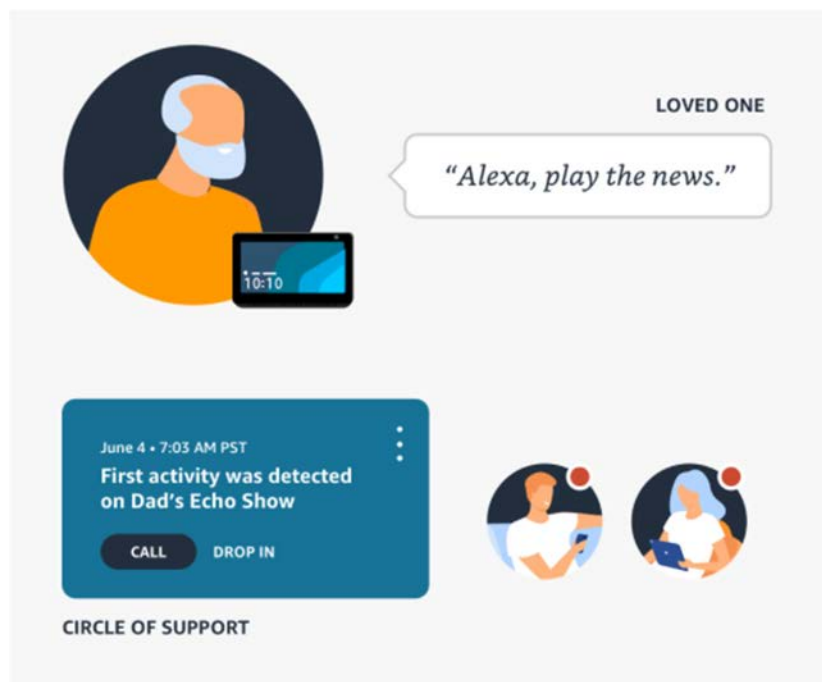 LOVED ONE
“Alexa, play the news.”
10:10
June 4 • 7:03 AM PST
First activity was detected
on Dad’s Echo Show
CALL DROP IN
CIRCLE OF SUPPORT